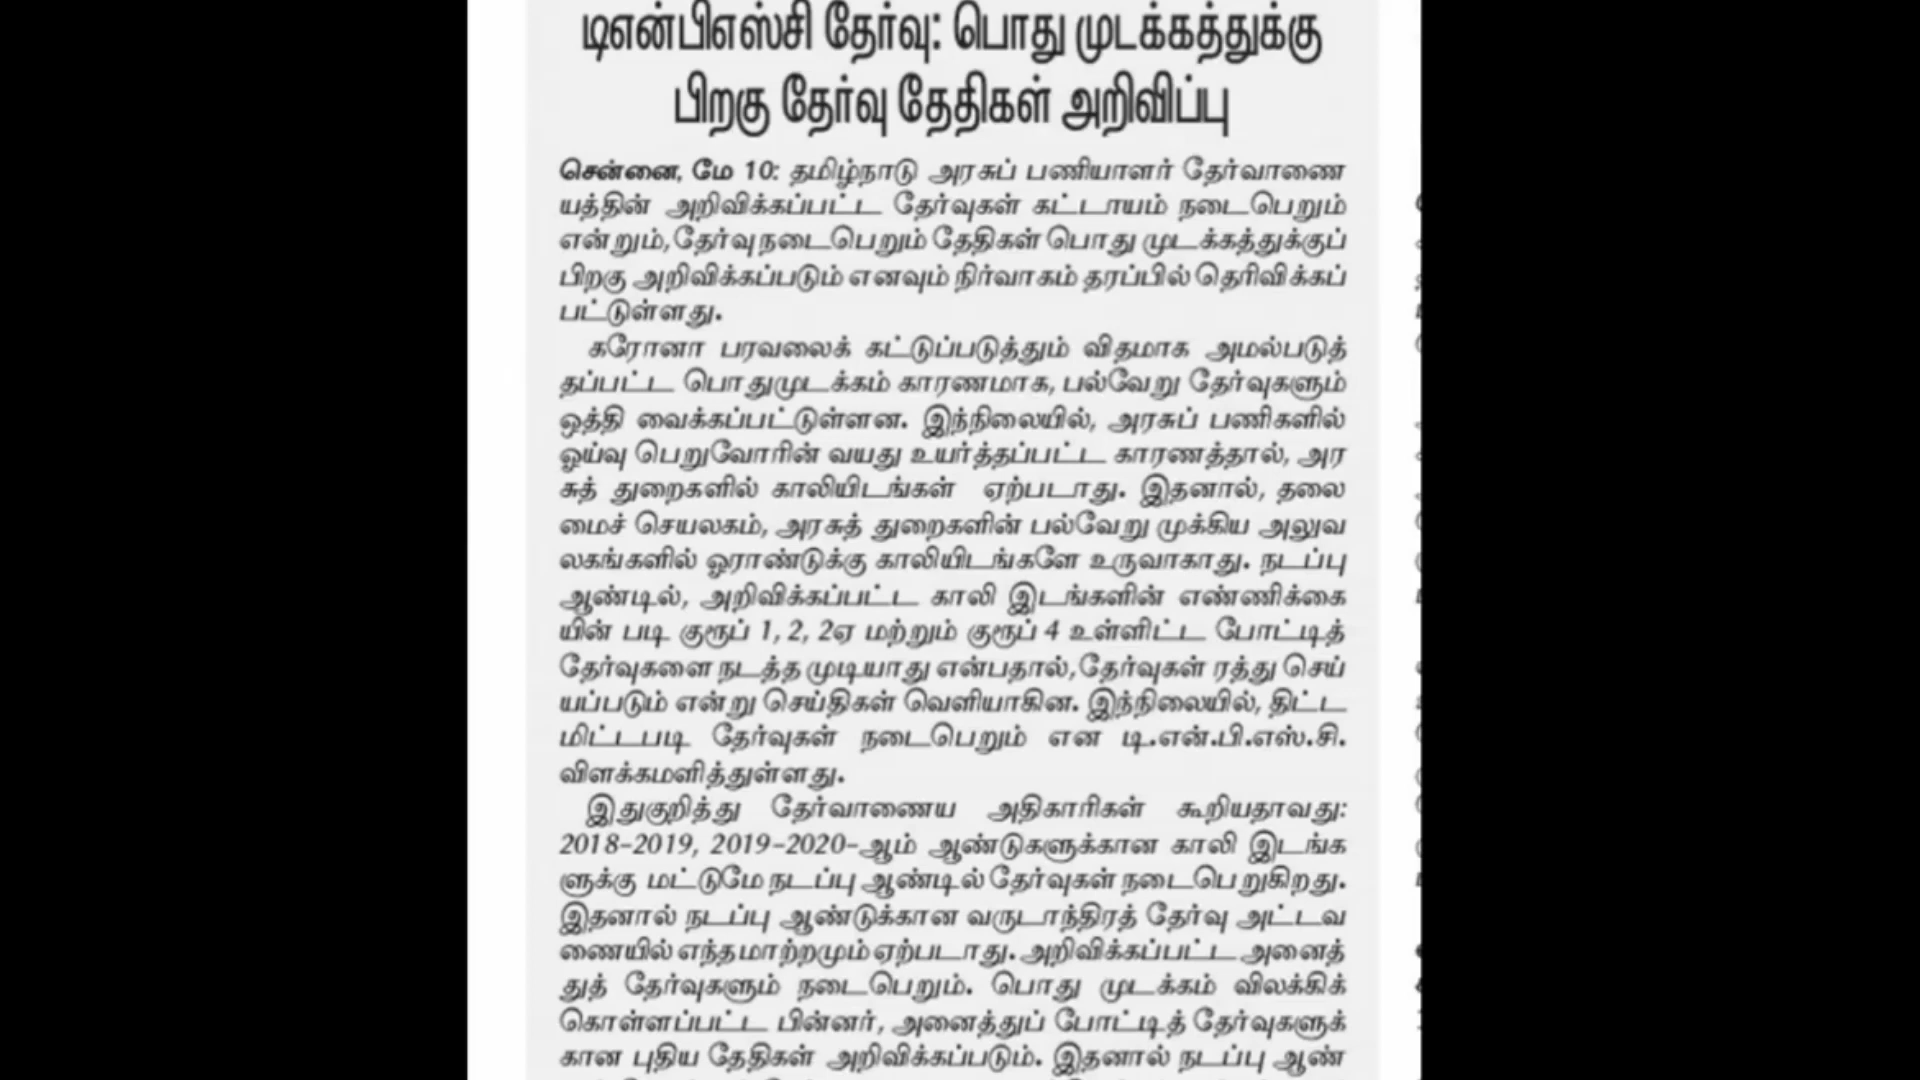 டிஎன்பிஎஸ்சி தேர்வு: பொது முடக்கத்துக்கு
பிறகு தேர்வு தேதிகள் அறிவிப்பு
சென்னை, மே 10: தமிழ்நாடு அரசுப் பணியாளர் தேர்வாணை
யத்தின் அறிவிக்கப்பட்ட தேர்வுகள் கட்டாயம் நடைபெறும்
என்றும், தேர்வு நடைபெறும் தேதிகள் பொது முடக்கத்துக்குப்
பிறகு அறிவிக்கப்படும் எனவும் நிர்வாகம் தரப்பில் தெரிவிக்கப்
பட்டுள்ளது.
கரோனா பரவலைக் கட்டுப்படுத்தும் விதமாக அமல்படுத்
தப்பட்ட பொதுமுடக்கம் காரணமாக, பல்வேறு தேர்வுகளும்
ஒத்தி வைக்கப்பட்டுள்ளன. இந்நிலையில், அரசுப் பணிகளில்
ஓய்வு பெறுவோரின் வயது உயர்த்தப்பட்ட காரணத்தால், அர
சுத் துறைகளில் காலியிடங்கள் ஏற்படாது. இதனால், தலை
மைச் செயலகம், அரசுத் துறைகளின் பல்வேறு முக்கிய அலுவ
லகங்களில் ஓராண்டுக்கு காலியிடங்களே உருவாகாது. நடப்பு
ஆண்டில், அறிவிக்கப்பட்ட காலி இடங்களின் எண்ணிக்கை
யின் படி குரூப் 1, 2, 2ஏ மற்றும் குரூப் 4 உள்ளிட்ட போட்டித்
தேர்வுகளை நடத்த முடியாது என்பதால், தேர்வுகள் ரத்து செய்
யப்படும் என்று செய்திகள் வெளியாகின. இந்நிலையில், திட்ட
மிட்டபடி தேர்வுகள் நடைபெறும் என டி.என்.பி.எஸ்.சி.
விளக்கமளித்துள்ளது.
இதுகுறித்து தேர்வாணைய அதிகாரிகள் கூறியதாவது:
2018-2019, 2019-2020-ஆம் ஆண்டுகளுக்கான காலி இடங்க
ளுக்கு மட்டுமே நடப்பு ஆண்டில் தேர்வுகள் நடைபெறுகிறது.
இதனால் நடப்பு ஆண்டுக்கான வருடாந்திரத் தேர்வு அட்டவ
ணையில் எந்த மாற்றமும் ஏற்படாது. அறிவிக்கப்பட்ட அனைத்
துத் தேர்வுகளும் நடைபெறும். பொது முடக்கம் விலக்கிக்
கொள்ளப்பட்ட பின்னர், அனைத்துப் போட்டித் தேர்வுகளுக்
கான புதிய தேதிகள் அறிவிக்கப்படும். இதனால் நடப்பு ஆண்